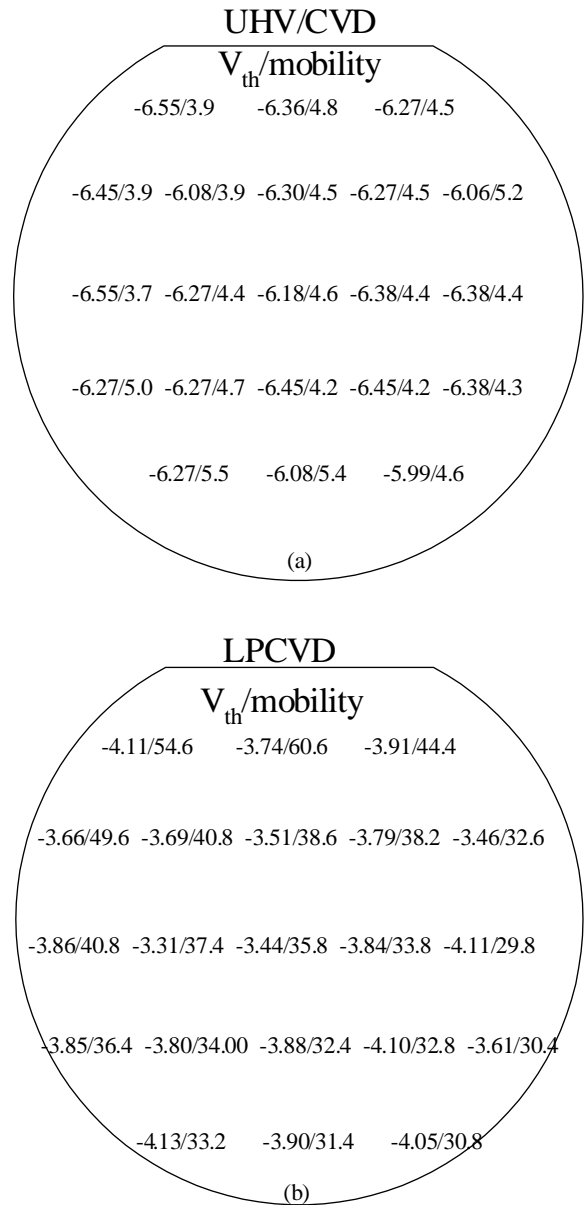 UHV/CVD
Vth/mobility
-6.55/3.9 -6.36/4.8 -6.27/4.5
-6.45/3.9 -6.08/3.9 -6.30/4.5 -6.27/4.5 -6.06/5.2
-6.55/3.7 -6.27/4.4 -6.18/4.6 -6.38/4.4 -6.38/4.4
-6.27/5.0 -6.27/4.7 -6.45/4.2 -6.45/4.2 -6.38/4.3
-6.27/5.5 -6.08/5.4 -5.99/4.6
(a)
LPCVD
Vth/mobility
-4.11/54.6 -3.74/60.6 -3.91/44.4
-3.66/49.6 -3.69/40.8 -3.51/38.6 -3.79/38.2 -3.46/32.6
-3.86/40.8 -3.31/37.4 -3.44/35.8 -3.84/33.8 -4.11/29.8
-3.85/36.4 -3.80/34.00 -3.88/32.4 -4.10/32.8 -3.61/30.4
-4.13/33.2 -3.90/31.4 -4.05/30.8
(b)